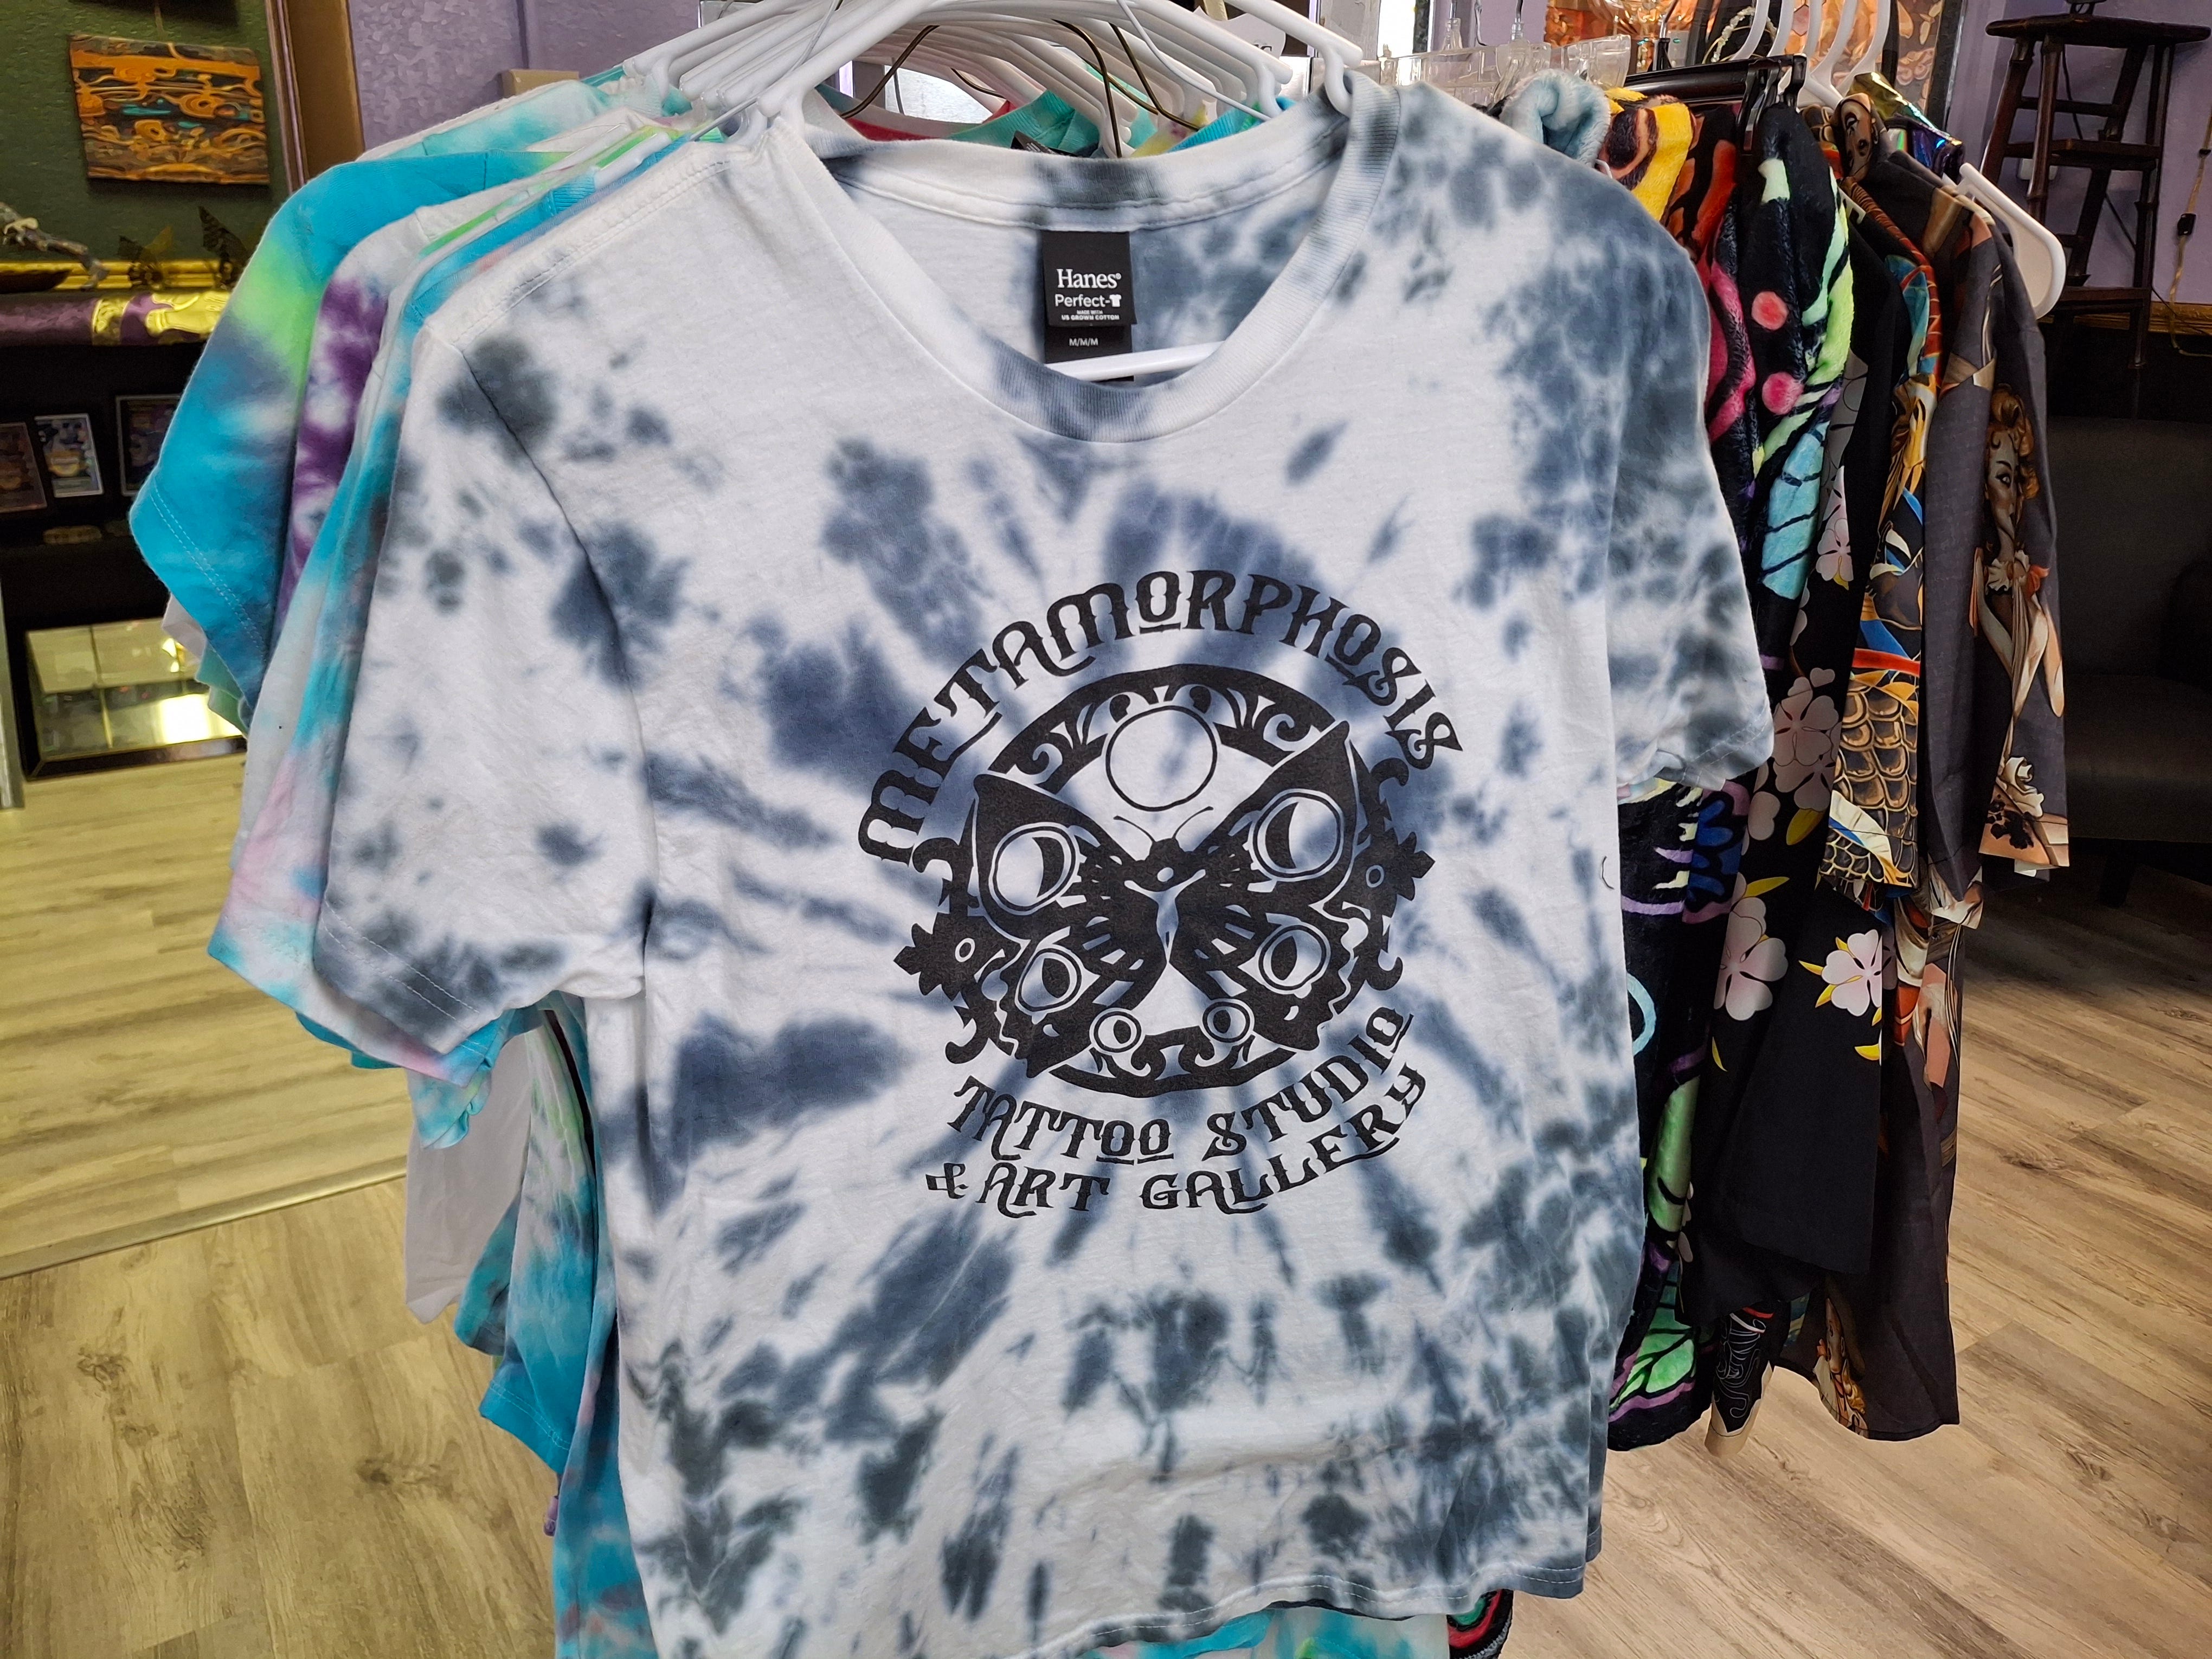 Hanes®
Perfect-T
MADE WITH
US GROWN COTTON
M/M/M
METAMORPHOSIS
TATTOO STUDIO
& ART GALLERY